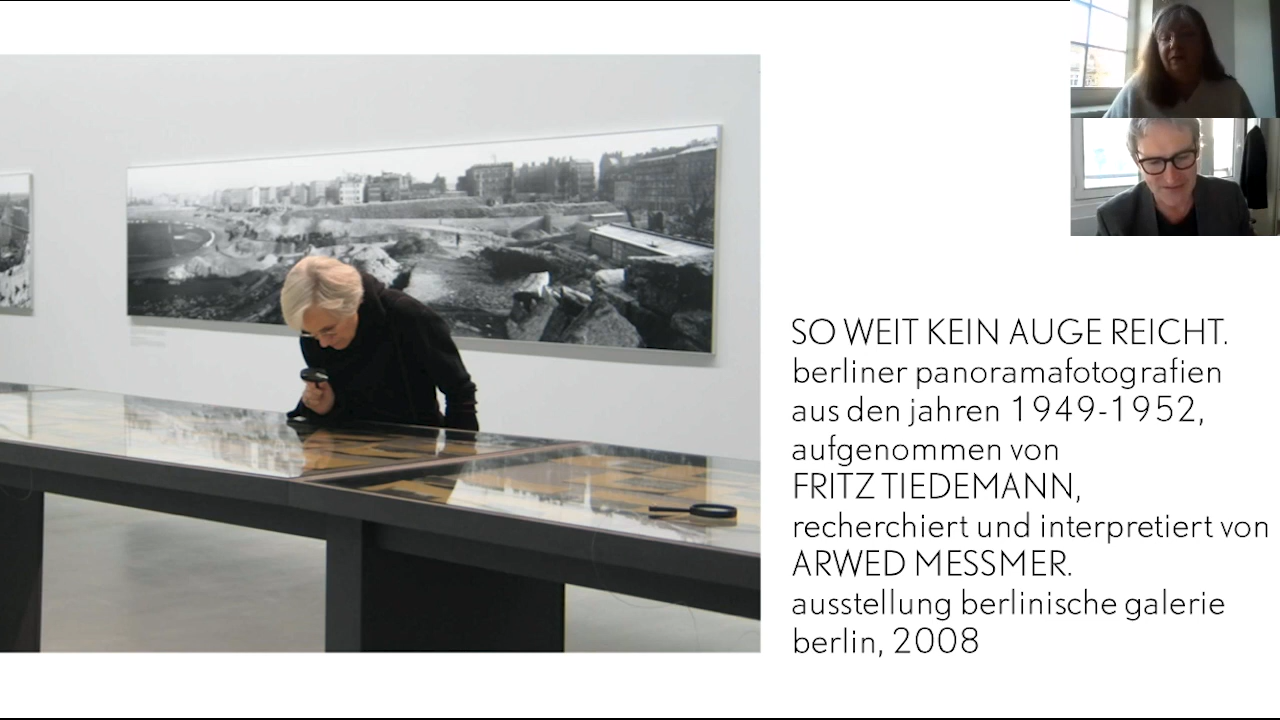 SO WEIT KEIN AUGE REICHT.
berliner panoramafotografien
aus den jahren 1949-1952,
aufgenommen von
FRITZ TIEDEMANN,
recherchiert und interpretiert von
ARWED MESSMER.
ausstellung berlinische galerie
berlin, 2008